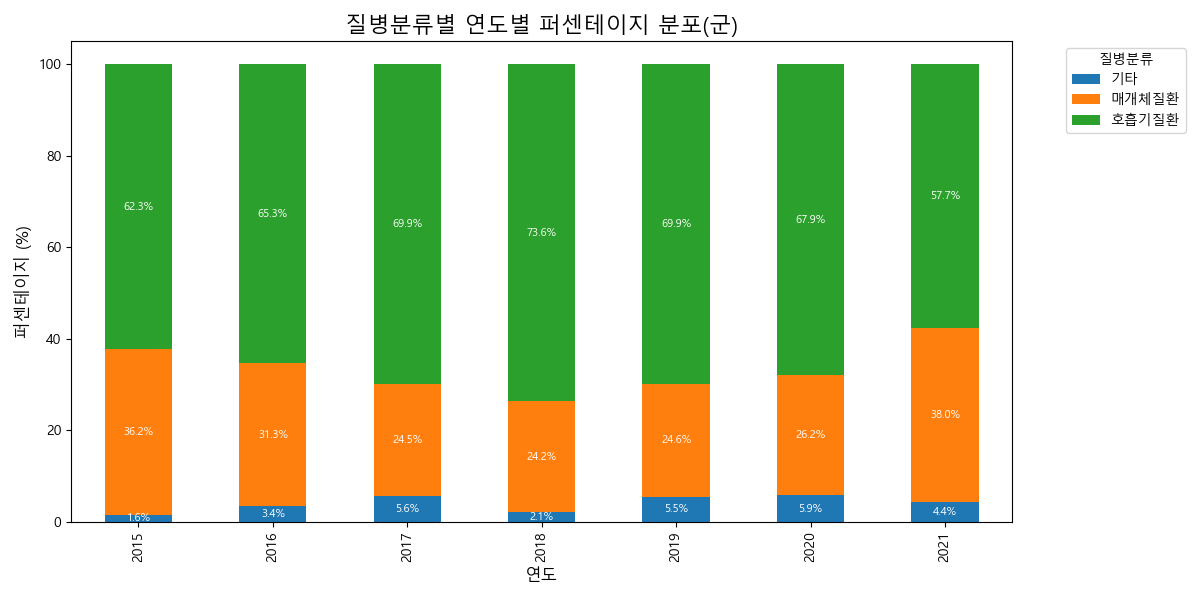 질병분류별 연도별 퍼센테이지 분포(군)
질병분류
기타
매개체질환
호흡기질환
퍼센테이지 (%)
100
80
60
40
20
0
62.3% 65.3% 69.9% 73.6% 69.9% 67.9% 57.7%
36.2% 31.3% 24.5% 24.2% 24.6% 26.2% 38.0%
1.6% 3.4% 5.6% 2.1% 5.5% 5.9% 4.4%
2015 2016 2017 2018 2019 2020 2021
연도